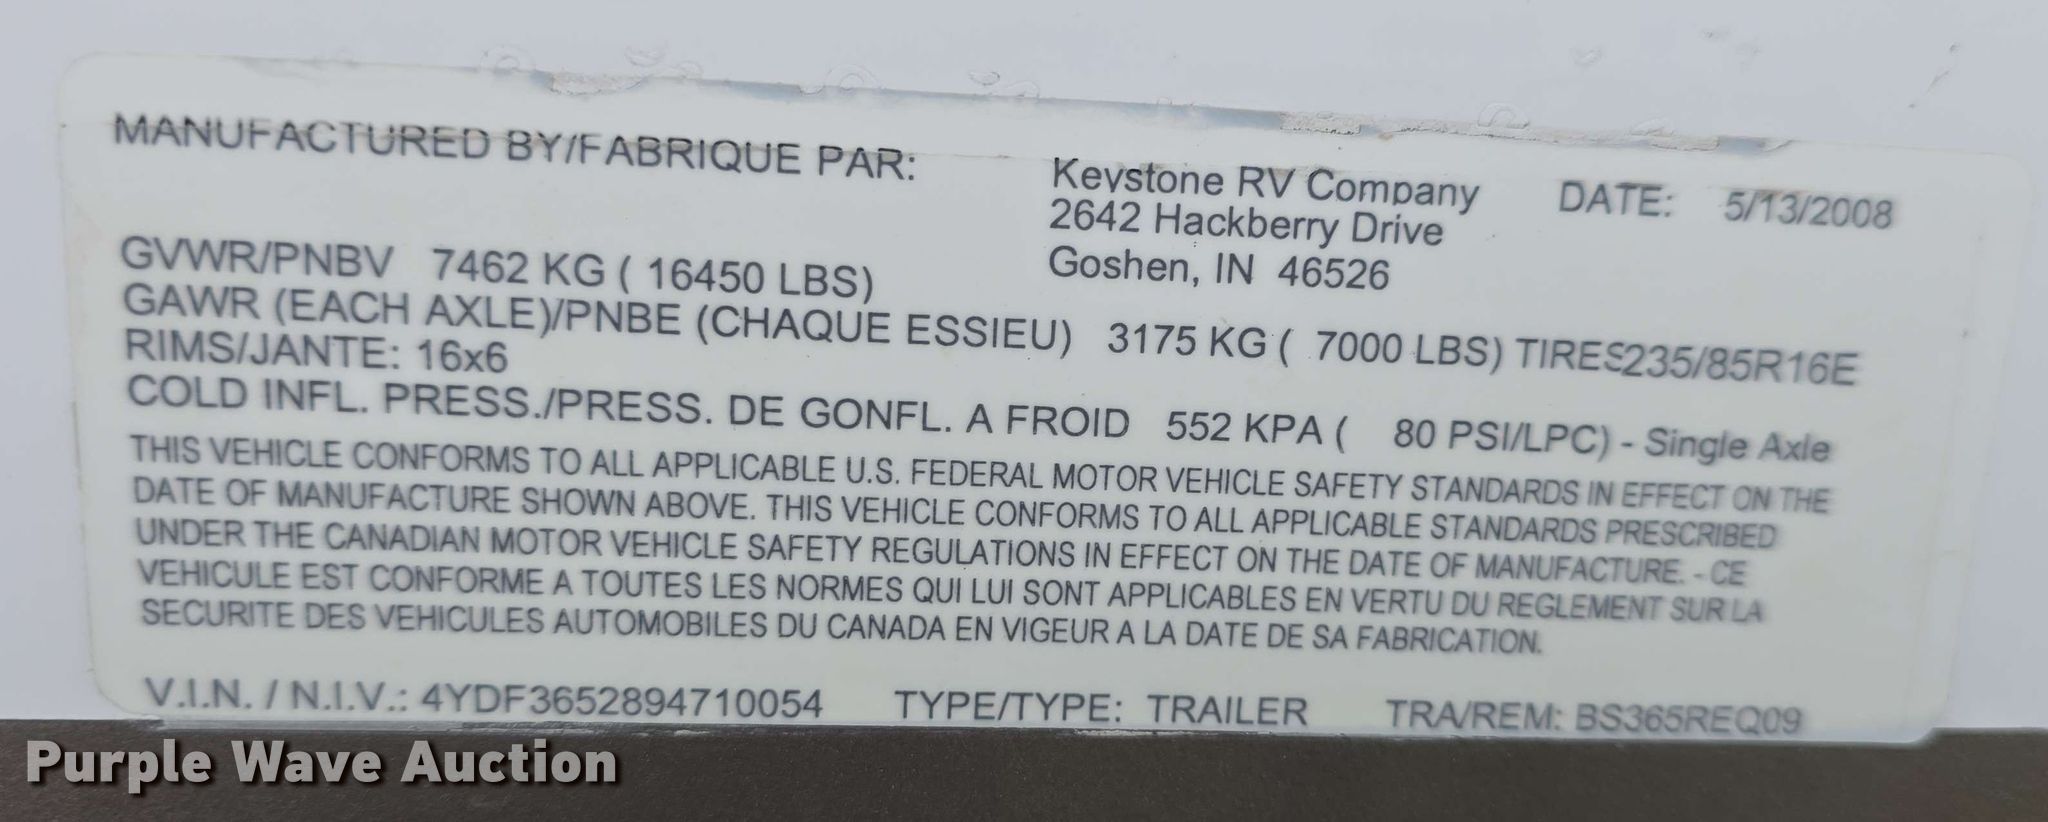 MANUFACTURED BY/FABRIQUE PAR:
Keystone RV Company DATE: 5/13/2008
2642 Hackberry Drive
Goshen, IN 46526
GVWR/PNBV 7462 KG ( 16450 LBS)
GAWR (EACH AXLE)/PNBE (CHAQUE ESSIEU) 3175 KG ( 7000 LBS) TIRES235/85R16E
RIMS/JANTE: 16x6
COLD INFL. PRESS./PRESS. DE GONFL. A FROID 552 KPA ( 80 PSI/LPC) - Single Axle
THIS VEHICLE CONFORMS TO ALL APPLICABLE U.S. FEDERAL MOTOR VEHICLE SAFETY STANDARDS IN EFFECT ON THE
DATE OF MANUFACTURE SHOWN ABOVE. THIS VEHICLE CONFORMS TO ALL APPLICABLE STANDARDS PRESCRIBED
UNDER THE CANADIAN MOTOR VEHICLE SAFETY REGULATIONS IN EFFECT ON THE DATE OF MANUFACTURE. - CE
VEHICULE EST CONFORME A TOUTES LES NORMES QUI LUI SONT APPLICABLES EN VERTU DU REGLEMENT SUR LA
SECURITE DES VEHICULES AUTOMOBILES DU CANADA EN VIGEUR A LA DATE DE SA FABRICATION.
V.I.N. / N.I.V.: 4YDF3652894710054 TYPE/TYPE: TRAILER TRA/REM: BS365REQ09
Purple Wave Auction